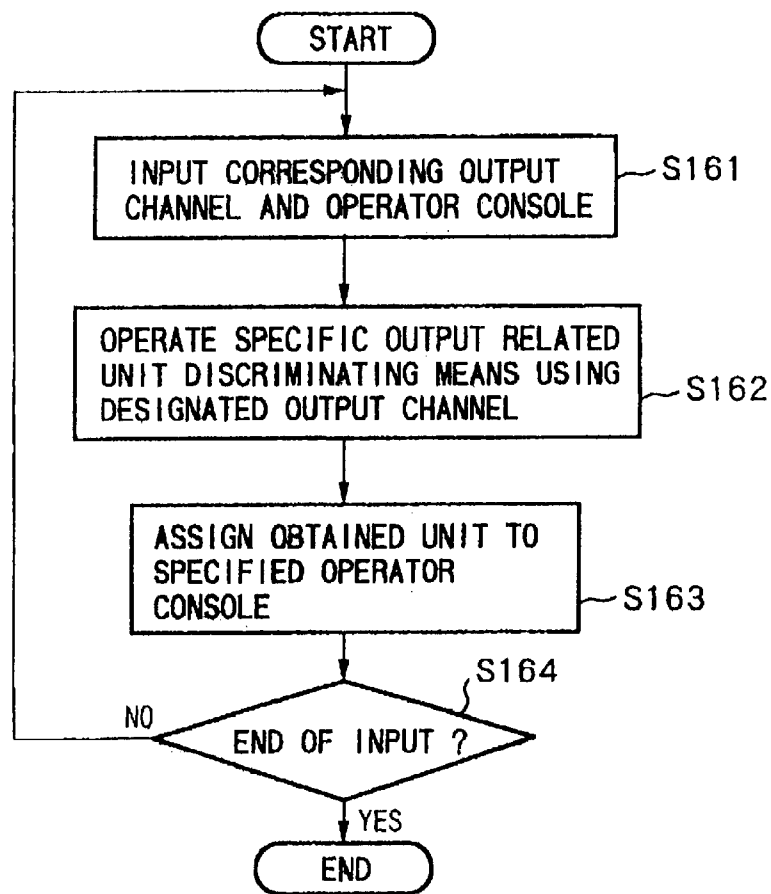 START
INPUT CORRESPONDING OUTPUT
CHANNEL AND OPERATOR CONSOLE
S161
OPERATE SPECIFIC OUTPUT RELATED
UNIT DISCRIMINATING MEANS USING
DESIGNATED OUTPUT CHANNEL
S162
ASSIGN OBTAINED UNIT TO
SPECIFIED OPERATOR
CONSOLE
S163
S164
NO
END OF INPUT ?
YES
END